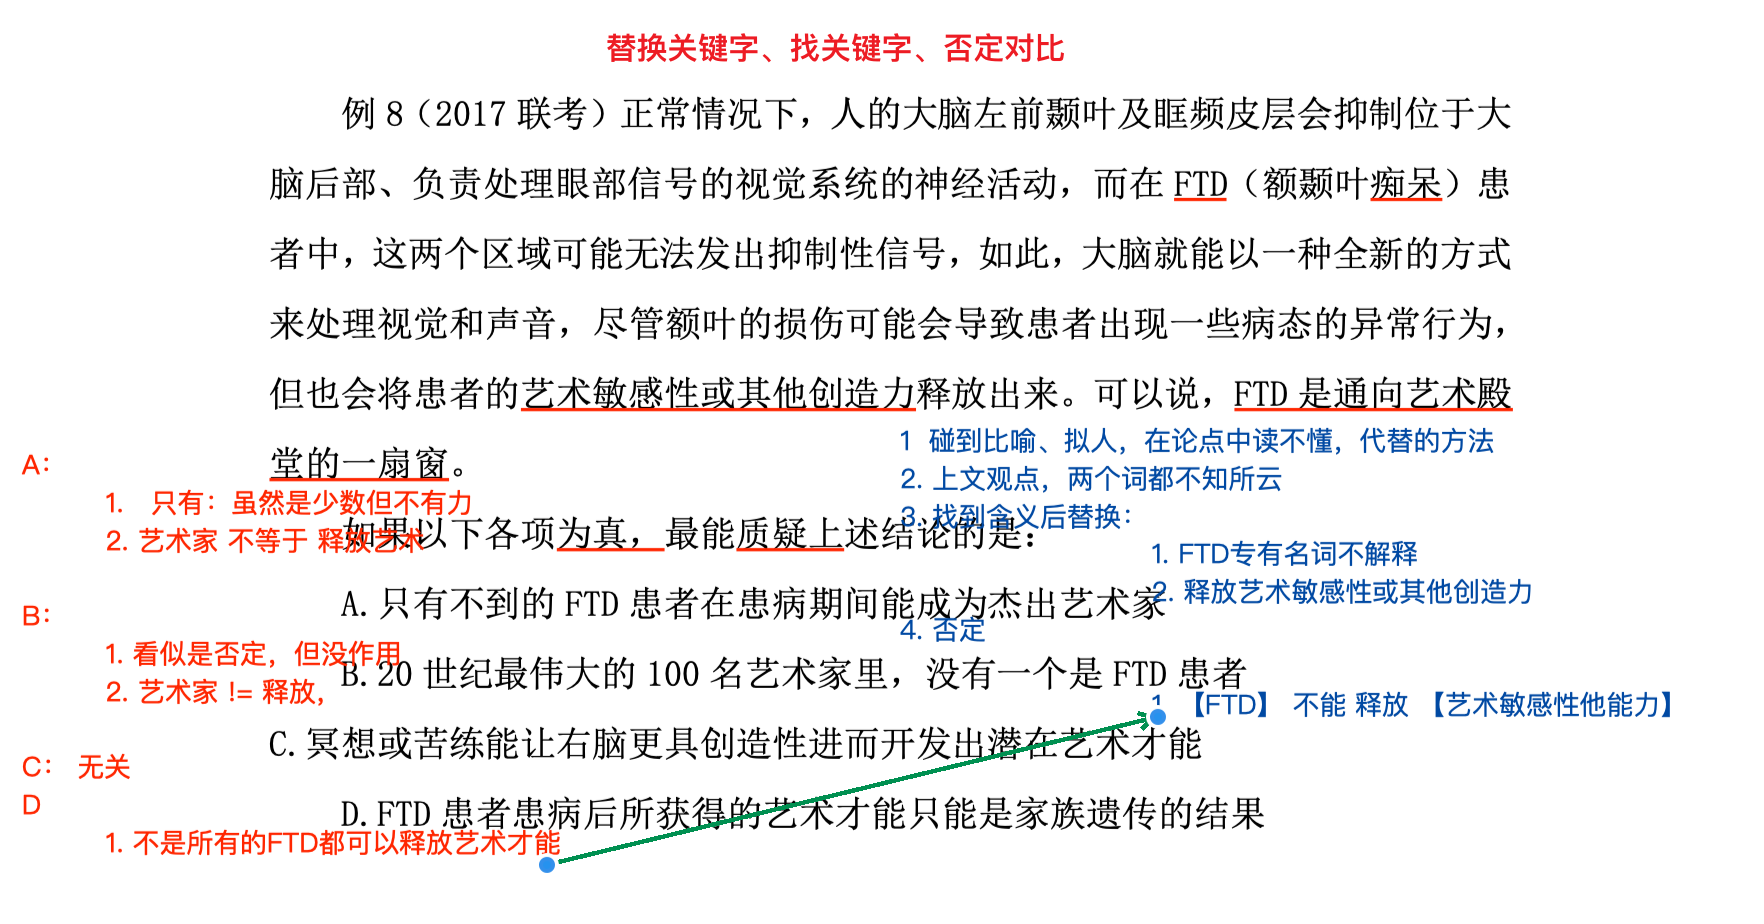 替换关键字、找关键字、否定对比
例 8（2017 联考）正常情况下，人的大脑左前颞叶及眶频皮层会抑制位于大
脑后部、负责处理眼部信号的视觉系统的神经活动，而在 FTD（额颞叶痴呆）患
者中，这两个区域可能无法发出抑制性信号，如此，大脑就能以一种全新的方式
来处理视觉和声音，尽管额叶的损伤可能会导致患者出现一些病态的异常行为，
但也会将患者的艺术敏感性或其他创造力释放出来。可以说，FTD 是通向艺术殿
堂的一扇窗。
1 碰到比喻、拟人，在论点中读不懂，代替的方法
2. 上文观点，两个词都不知所云
3. 找到含义后替换：
1. FTD专有名词不解释
2. 释放艺术敏感性或其他创造力
4. 否定
1 【FTD】 不能 释放 【艺术敏感性他能力】
A：
1. 只有：虽然是少数但不有力
2. 艺术家 不等于 释放艺术
如果以下各项为真，最能质疑上述结论的是：
A. 只有不到的 FTD 患者在患病期间能成为杰出艺术家
B：
1. 看似是否定，但没作用
2. 艺术家 != 释放，
B. 20 世纪最伟大的 100 名艺术家里，没有一个是 FTD 患者
C. 冥想或苦练能让右脑更具创造性进而开发出潜在艺术才能
C： 无关
D
D. FTD 患者患病后所获得的艺术才能只能是家族遗传的结果
1. 不是所有的FTD都可以释放艺术才能